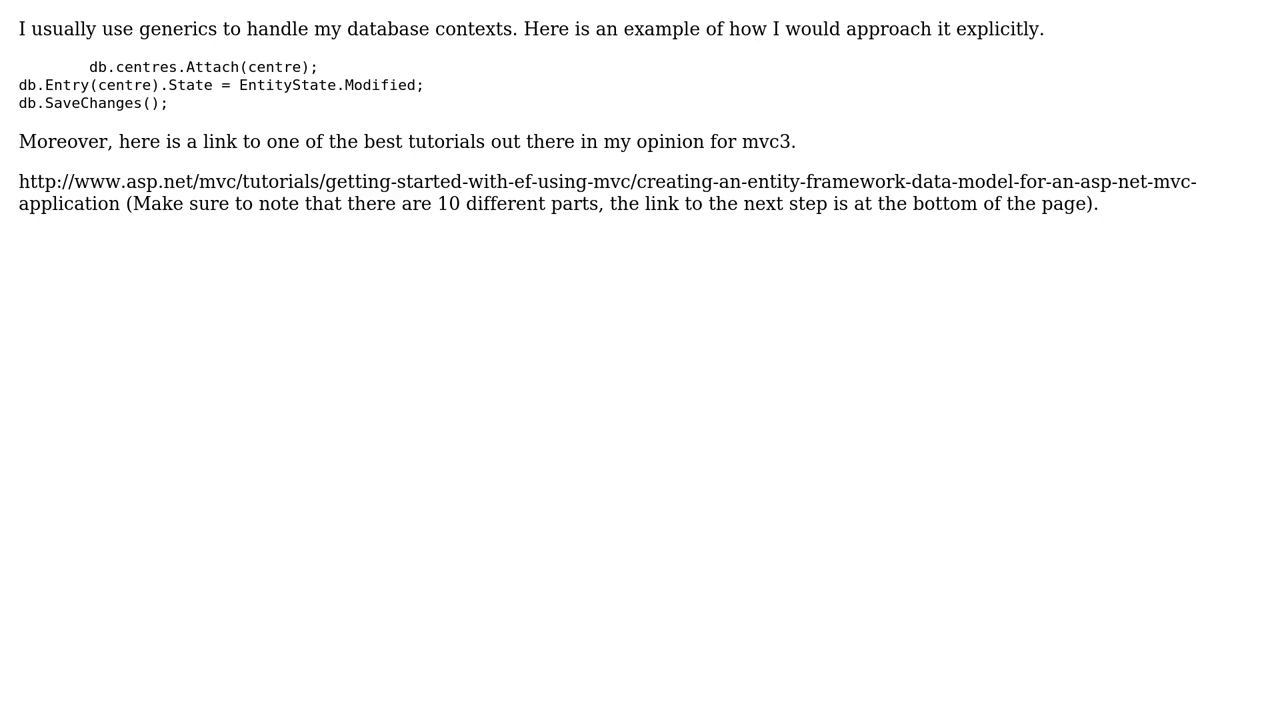 I usually use generics to handle my database contexts. Here is an example of how I would approach it explicitly.
        db.centres.Attach(centre);
db.Entry(centre).State = EntityState.Modified;
db.SaveChanges();
Moreover, here is a link to one of the best tutorials out there in my opinion for mvc3.
http://www.asp.net/mvc/tutorials/getting-started-with-ef-using-mvc/creating-an-entity-framework-data-model-for-an-asp-net-mvc-
application (Make sure to note that there are 10 different parts, the link to the next step is at the bottom of the page).